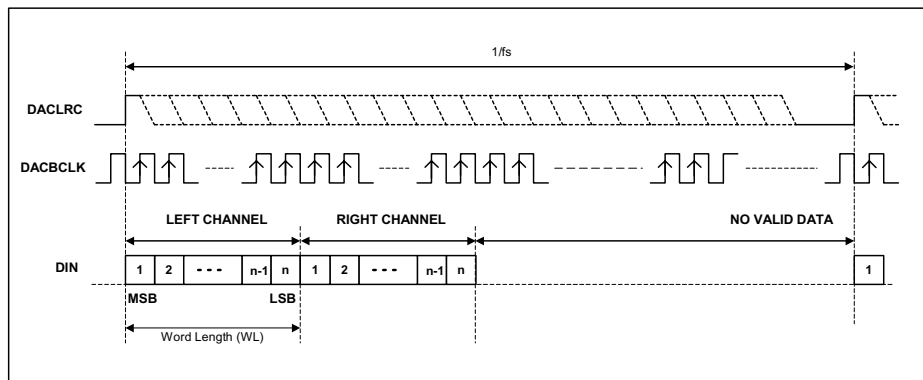 1/fs
DACLRC
DACBCLK
LEFT CHANNEL RIGHT CHANNEL NO VALID DATA
DIN 1 2 - - - n-1 n 1 2 - - - n-1 n 1
MSB LSB
Word Length (WL)